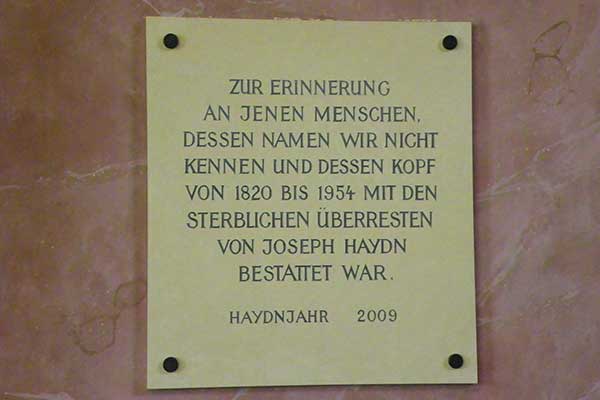 ZUR ERINNERUNG
AN JENEN MENSCHEN,
DESSEN NAMEN WIR NICHT
KENNEN UND DESSEN KOPF
VON 1820 BIS 1954 MIT DEN
STERBLICHEN ÜBERRESTEN
VON JOSEPH HAYDN
BESTATTET WAR.
HAYDNJAHR 2009